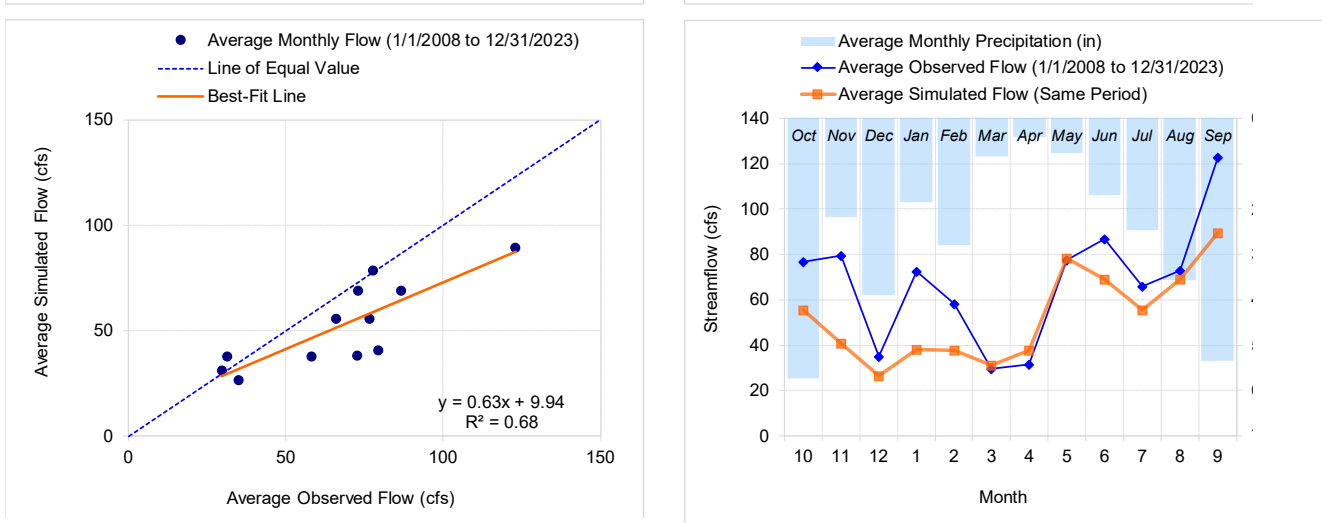 Average Monthly Flow (1/1/2008 to 12/31/2023)
Line of Equal Value
Best-Fit Line
150
100
50
0
0 50 100 150
y = 0.63x + 9.94
R² = 0.68
Average Simulated Flow (cfs)
Average Observed Flow (cfs)
Average Monthly Precipitation (in)
Average Observed Flow (1/1/2008 to 12/31/2023)
Average Simulated Flow (Same Period)
140
120
100
80
60
40
20
0
Oct Nov Dec Jan Feb Mar Apr May Jun Jul Aug Sep
10 11 12 1 2 3 4 5 6 7 8 9
Streamflow (cfs)
Month